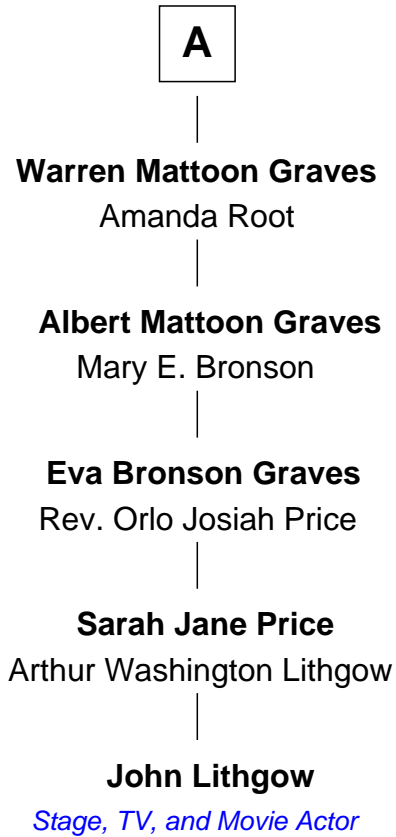 A
Warren Mattoon Graves
Amanda Root
Albert Mattoon Graves
Mary E. Bronson
Eva Bronson Graves
Rev. Orlo Josiah Price
Sarah Jane Price
Arthur Washington Lithgow
John Lithgow
Stage, TV, and Movie Actor